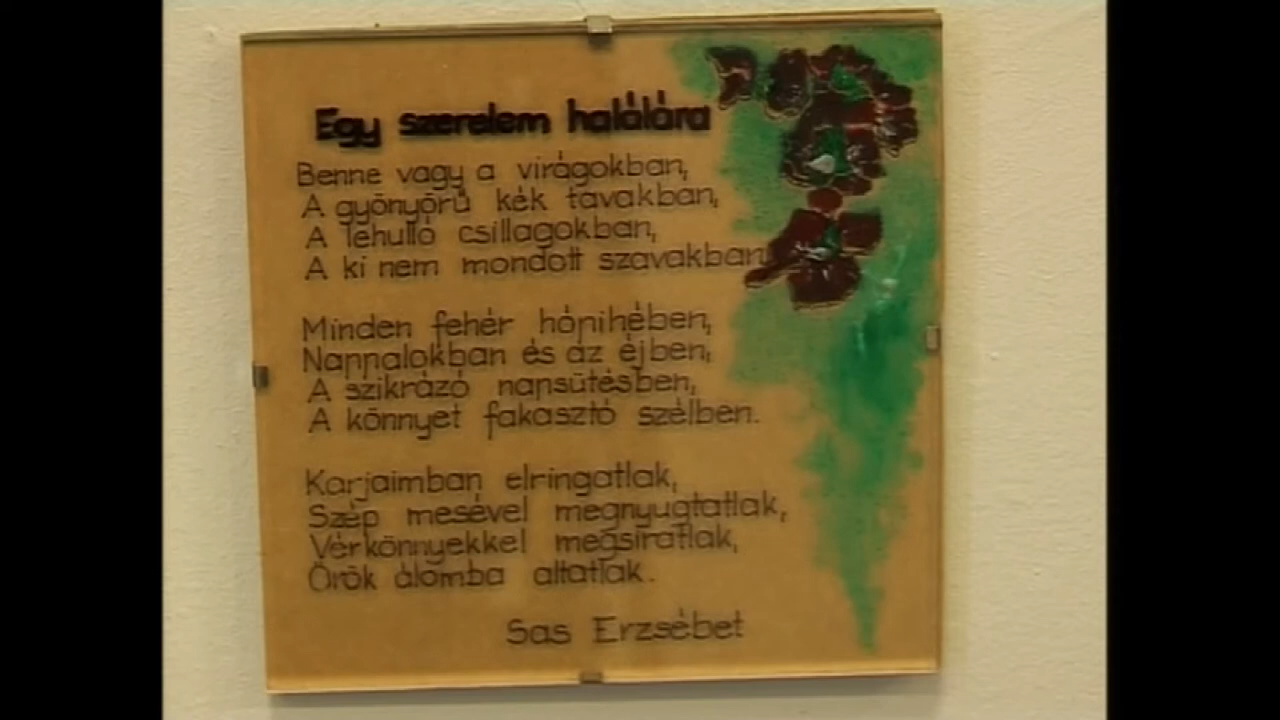 Egy szerelem halálára
Benne vagy a virágokban,
A gyönyörű kék tavakban,
A lehulló csillagokban,
A ki nem mondott szavakban
Minden fehér hópihében,
Nappalokban és az éjben,
A szikrázó napsütésben,
A könnyet fakasztó szélben.
Karjaimban elringatlak,
Szép mesével megnyugtatlak,
Vérkönnyekkel megsiratlak,
Örök álomba altatlak.
Sas Erzsébet